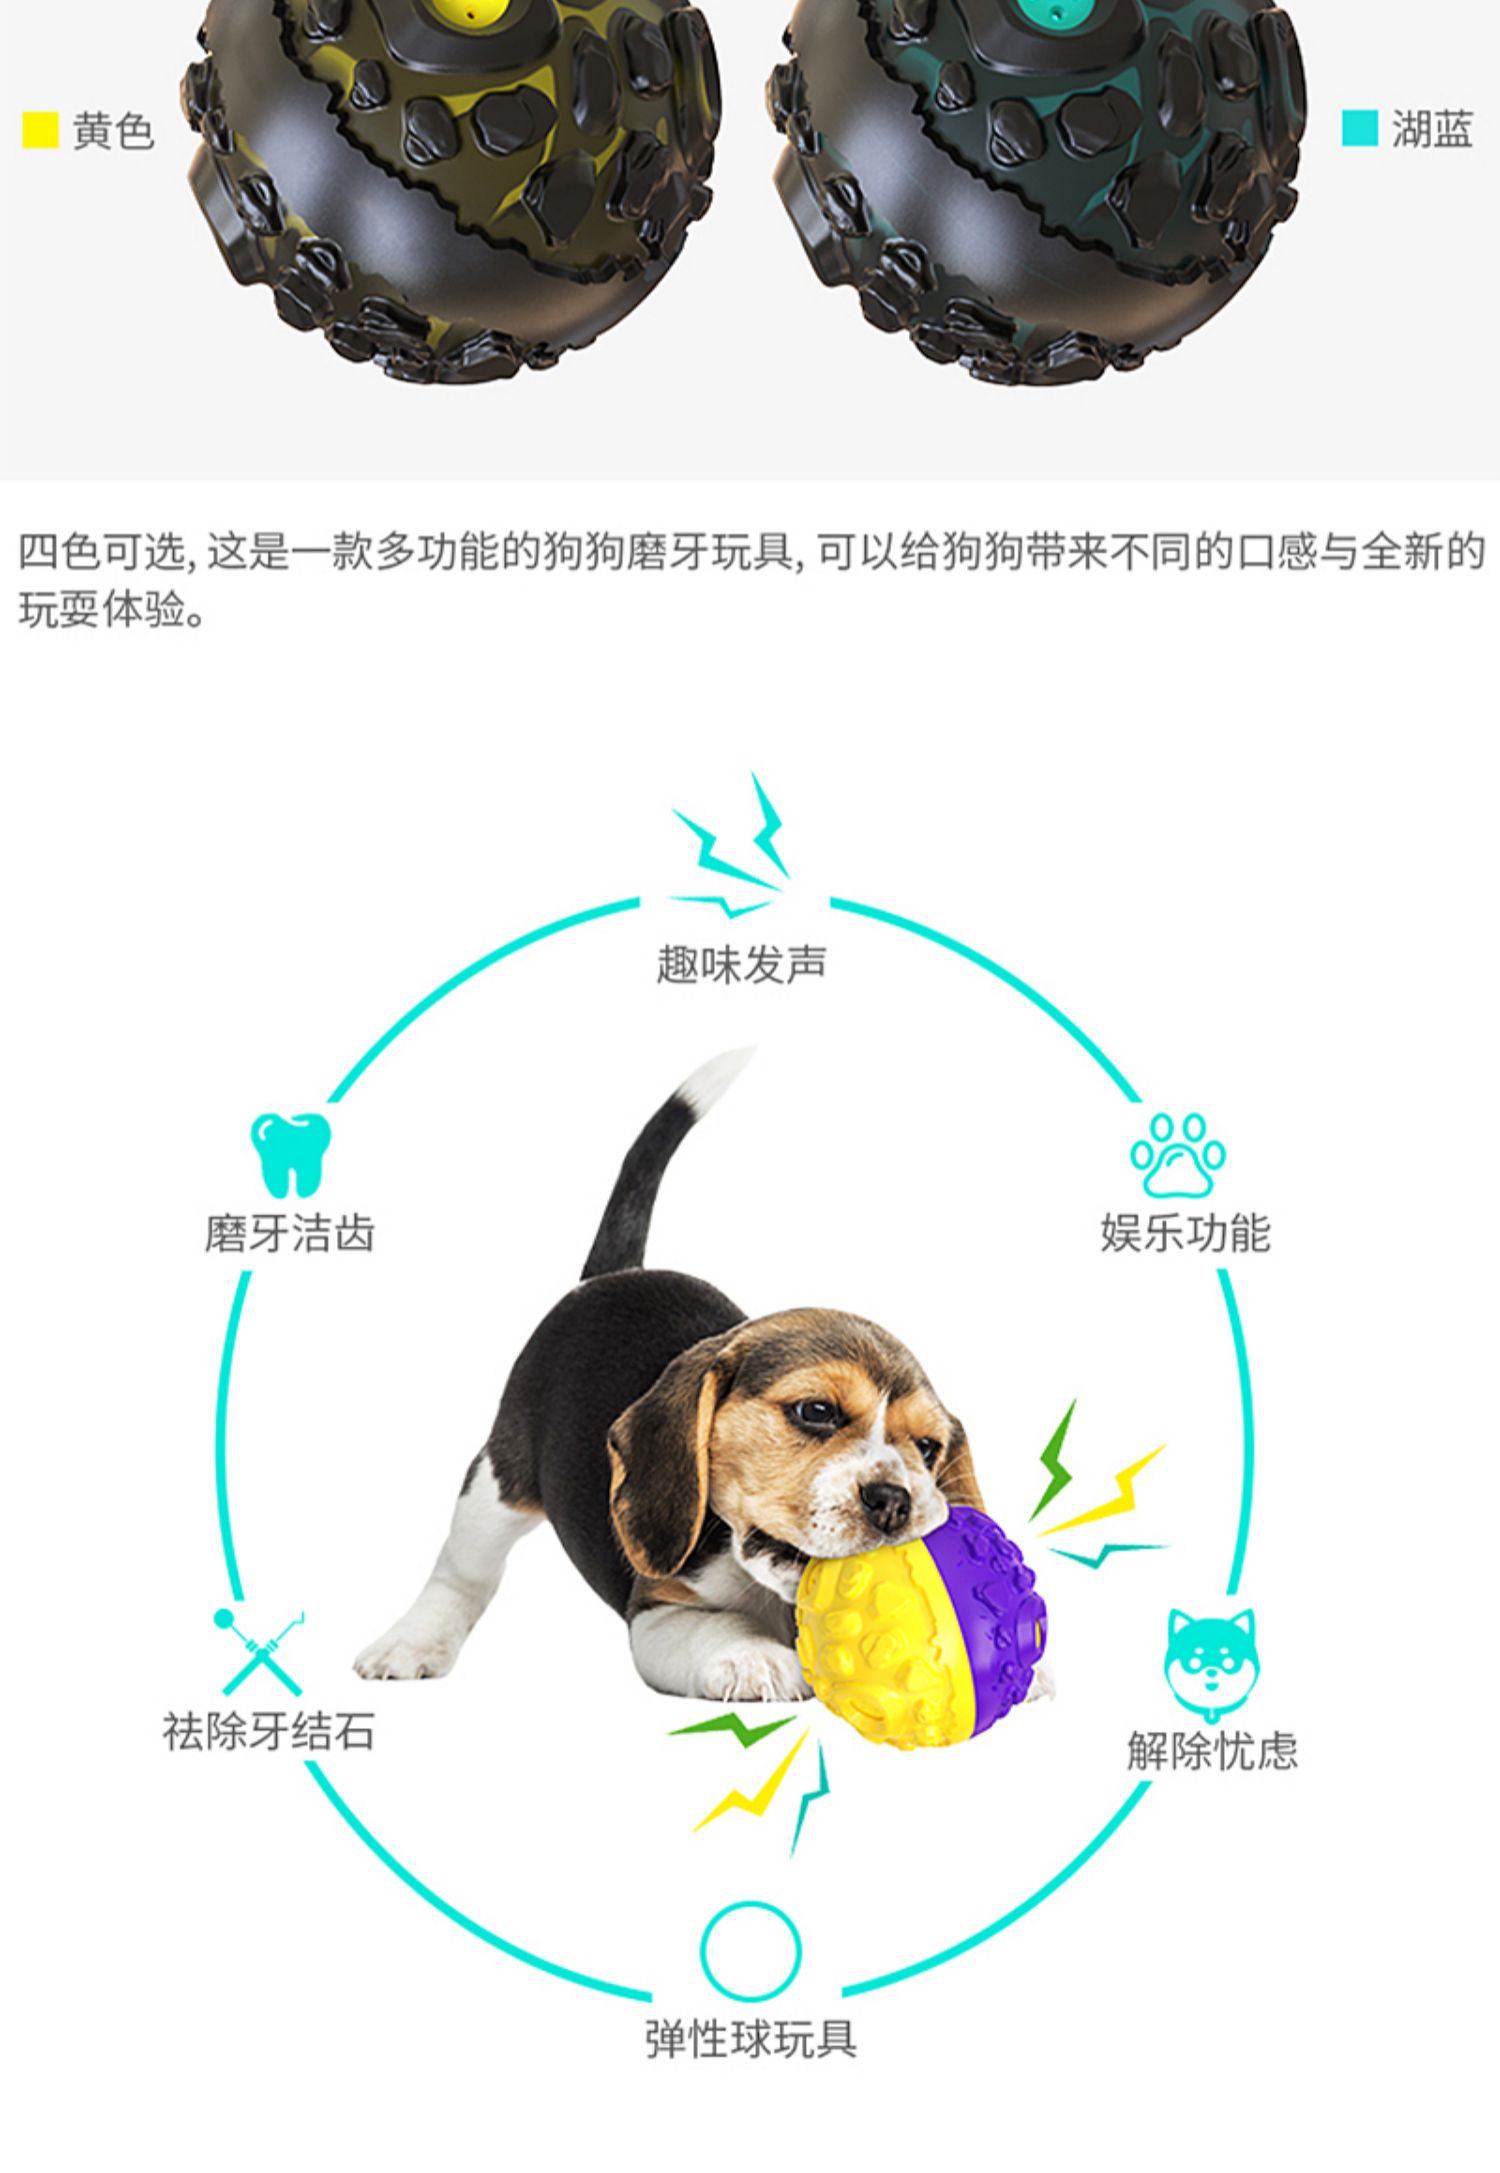 黄色
湖蓝
四色可选, 这是一款多功能的狗狗磨牙玩具, 可以给狗狗带来不同的口感与全新的
玩耍体验。
趣味发声
磨牙洁齿
娱乐功能
祛除牙结石
解除忧虑
弹性球玩具